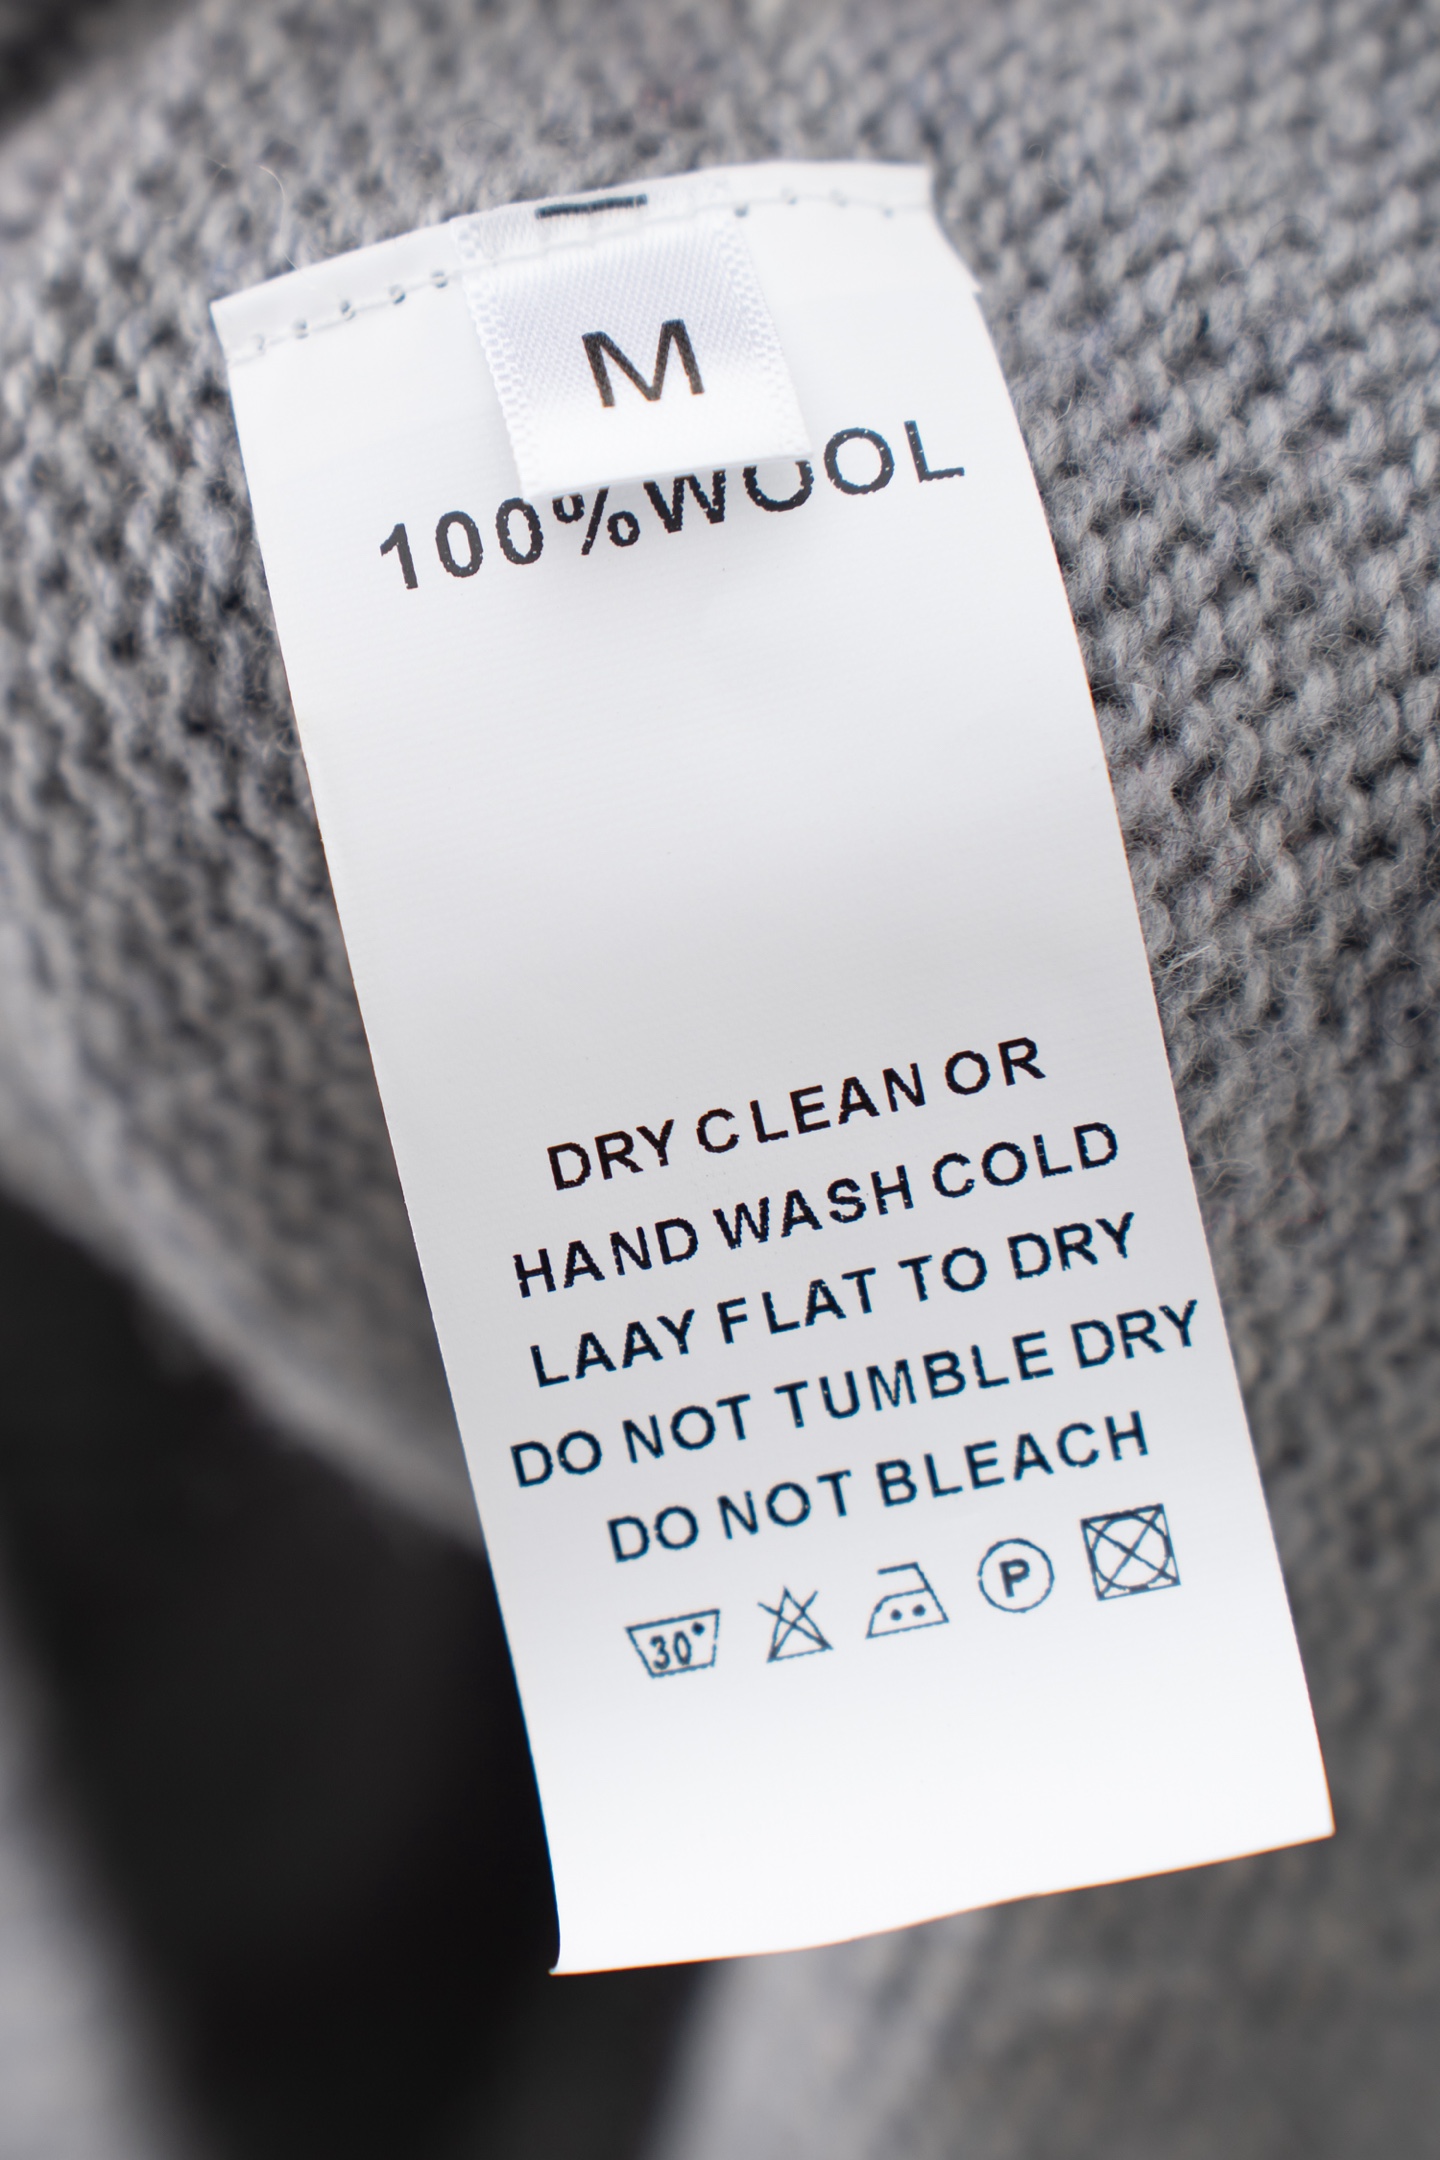 M
100% WOOL
DRY CLEAN OR
HAND WASH COLD
LAAY FLAT TO DRY
DO NOT TUMBLE DRY
DO NOT BLEACH
30° P